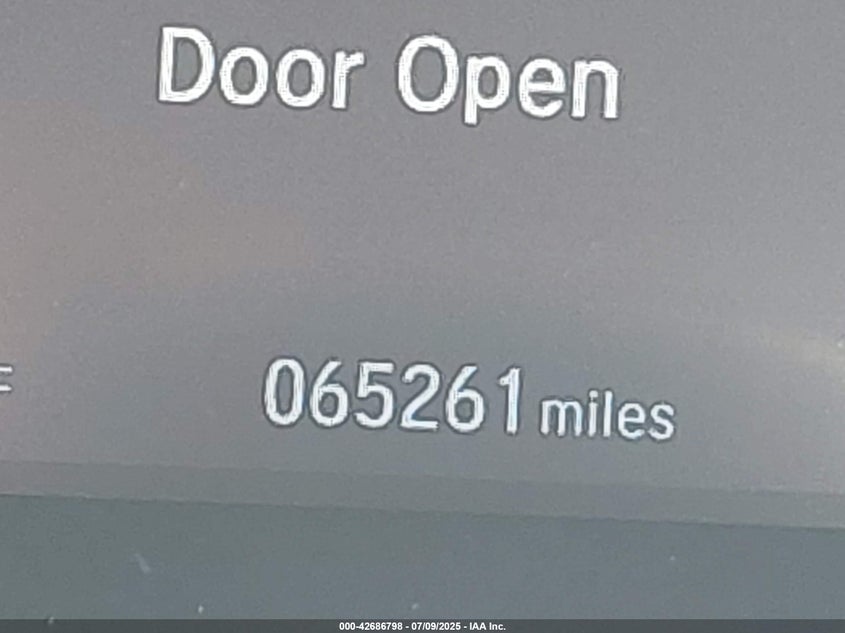 Door Open
065261 miles
000-42686798 - 07/09/2025 - IAA Inc.